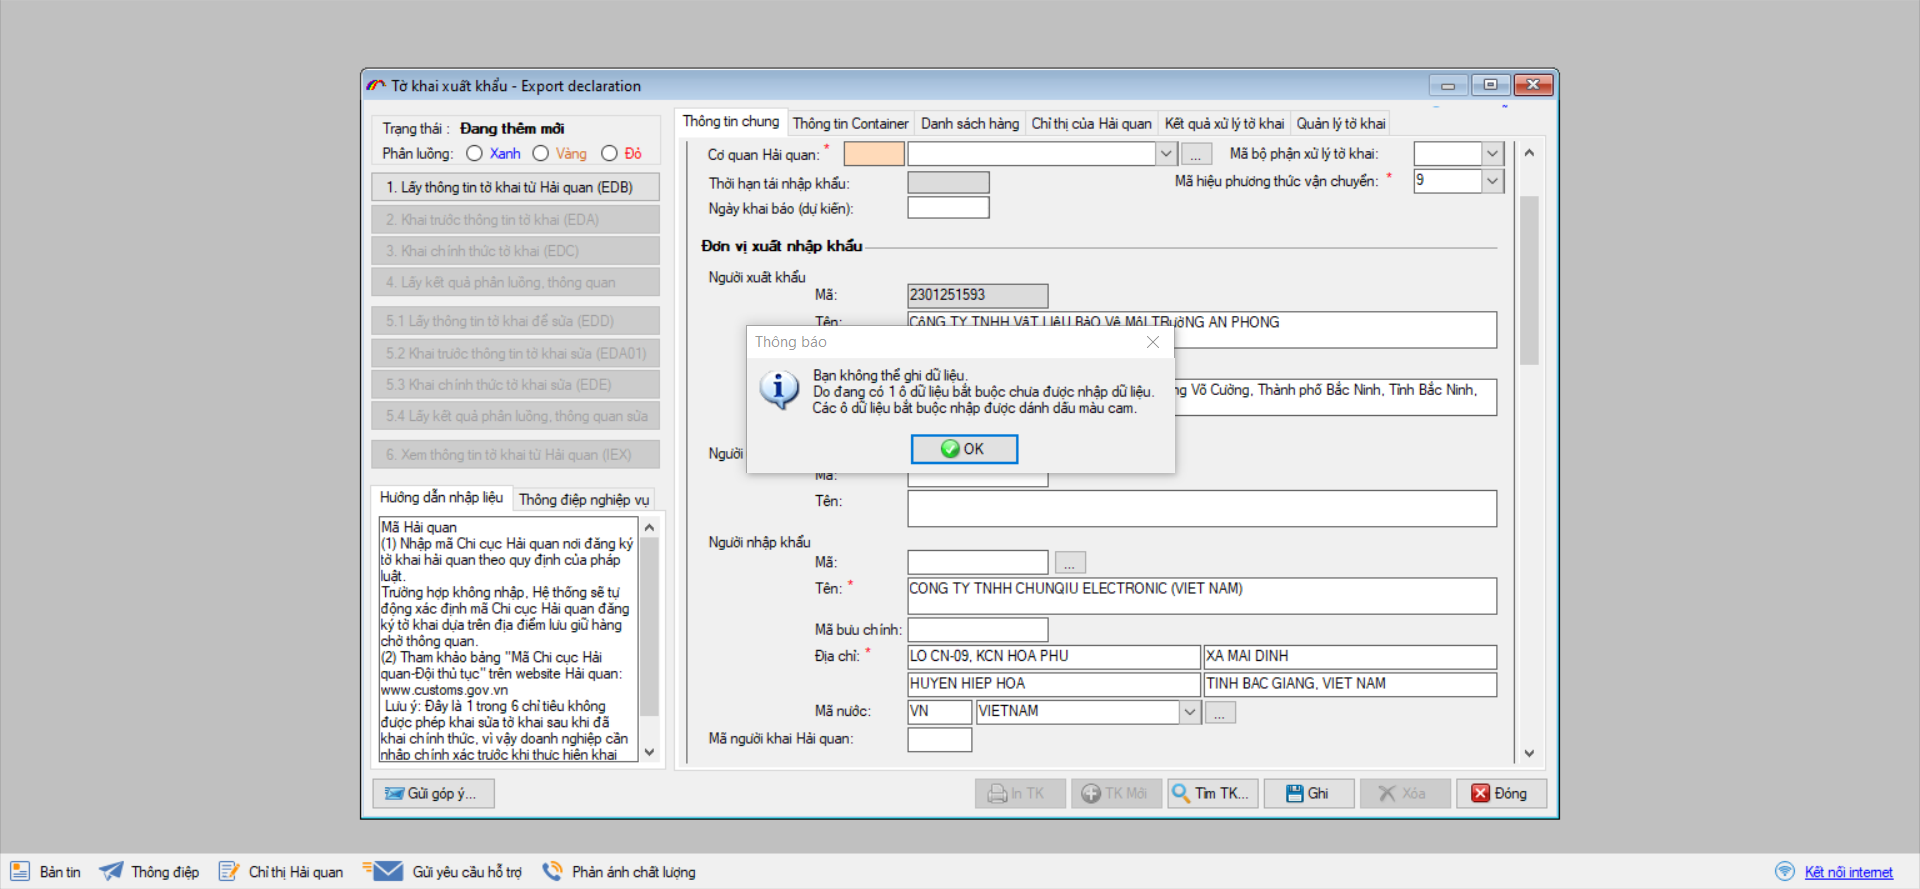 Tờ khai xuất khẩu - Export declaration
Trạng thái : Đang thêm mới
Phân luồng: Xanh Vàng Đỏ
1. Lấy thông tin tờ khai từ Hải quan (EDB)
2. Khai trước thông tin tờ khai (EDA)
3. Khai chính thức tờ khai (EDC)
4. Lấy kết quả phân luồng, thông quan
5.1 Lấy thông tin tờ khai để sửa (EDD)
5.2 Khai trước thông tin tờ khai sửa (EDA01)
5.3 Khai chính thức tờ khai sửa (EDE)
5.4 Lấy kết quả phân luồng, thông quan sửa
6. Xem thông tin tờ khai từ Hải quan (IEX)
Hướng dẫn nhập liệu Thông điệp nghiệp vụ
Mã Hải quan
(1) Nhập mã Chi cục Hải quan nơi đăng ký
tờ khai hải quan theo quy định của pháp
luật.
Trường hợp không nhập, Hệ thống sẽ tự
động xác định mã Chi cục Hải quan đăng
ký tờ khai dựa trên địa điểm lưu giữ hàng
chờ thông quan.
(2) Tham khảo bảng "Mã Chi cục Hải
quan-Đội thủ tục" trên website Hải quan:
www.customs.gov.vn
Lưu ý: Đây là 1 trong 6 chỉ tiêu không
được phép khai sửa tờ khai sau khi đã
khai chính thức, vì vậy doanh nghiệp cần
nhập chính xác trước khi thực hiện khai
Gửi góp ý...
Thông tin chung Thông tin Container Danh sách hàng Chỉ thị của Hải quan Kết quả xử lý tờ khai Quản lý tờ khai
Cơ quan Hải quan: * ... Mã bộ phận xử lý tờ khai:
Thời hạn tái nhập khẩu: Mã hiệu phương thức vận chuyển: * 9
Ngày khai báo (dự kiến):
Đơn vị xuất nhập khẩu
Người xuất khẩu
Mã: 2301251593
Tên: CôNG TY TNHH VậT LIệU BảO Vệ MôI TRườNG AN PHONG
ng Võ Cường, Thành phố Bắc Ninh, Tỉnh Bắc Ninh,
Thông báo
Bạn không thể ghi dữ liệu.
Do đang có 1 ô dữ liệu bắt buộc chưa được nhập dữ liệu.
Các ô dữ liệu bắt buộc nhập được dánh dấu màu cam.
OK
Người
Mã:
Tên:
Người nhập khẩu
Mã: ...
Tên: * CONG TY TNHH CHUNQIU ELECTRONIC (VIET NAM)
Mã bưu chính:
Địa chỉ: * LO CN-09, KCN HOA PHU XA MAI DINH
HUYEN HIEP HOA TINH BAC GIANG, VIET NAM
Mã nước: VN VIETNAM ...
Mã người khai Hải quan:
In TK TK Mới Tìm TK... Ghi Xóa Đóng
Bản tin Thông điệp Chỉ thị Hải quan Gửi yêu cầu hỗ trợ Phản ánh chất lượng Kết nối internet